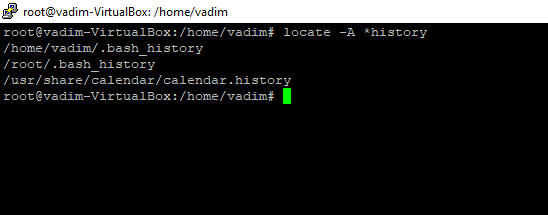 root@vadim-VirtualBox: /home/vadim
root@vadim-VirtualBox:/home/vadim# locate -A *history
/home/vadim/.bash_history
/root/.bash_history
/usr/share/calendar/calendar.history
root@vadim-VirtualBox:/home/vadim#